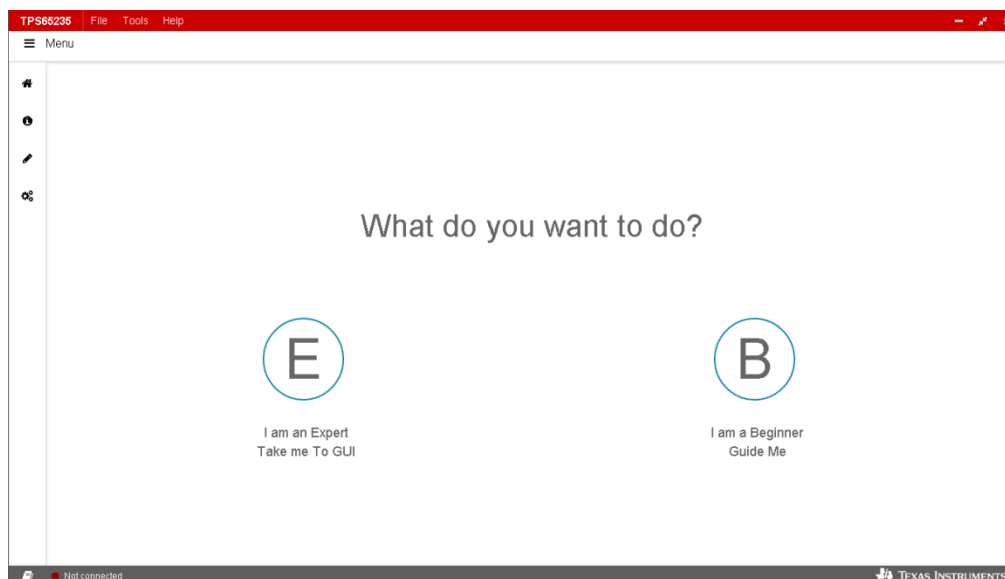 TPS65235 File Tools Help
Menu
What do you want to do?
E
B
I am an Expert
Take me To GUI
I am a Beginner
Guide Me
Not connected
TEXAS INSTRUMENTS